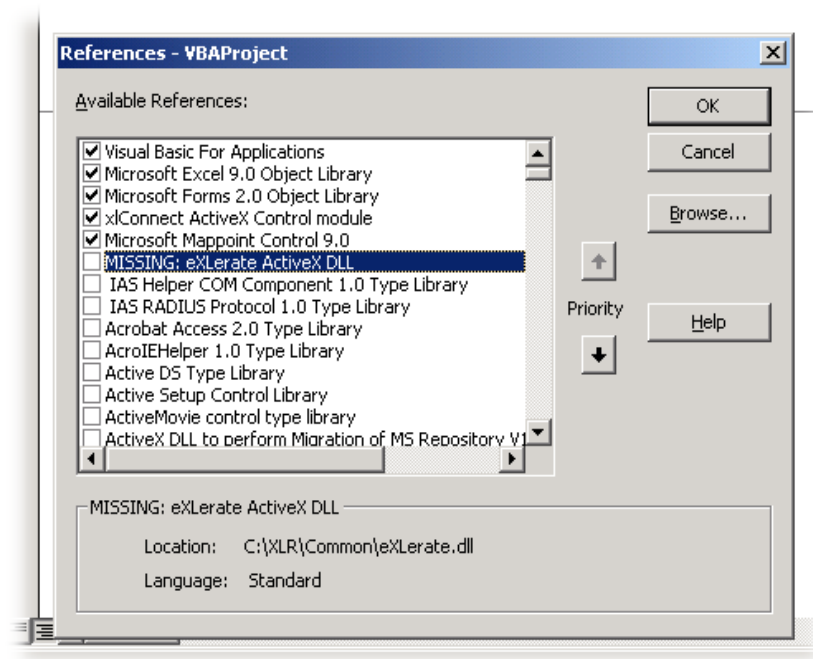 References - VBAProject
Available References:
Visual Basic For Applications
Microsoft Excel 9.0 Object Library
Microsoft Forms 2.0 Object Library
xlConnect ActiveX Control module
Microsoft Mappoint Control 9.0
MISSING: eXLerate ActiveX DLL
IAS Helper COM Component 1.0 Type Library
IAS RADIUS Protocol 1.0 Type Library
Acrobat Access 2.0 Type Library
AcroIEHelper 1.0 Type Library
Active DS Type Library
Active Setup Control Library
ActiveMovie control type library
ActiveX DLL to perform Migration of MS Repository V1
OK
Cancel
Browse...
Priority
Help
MISSING: eXLerate ActiveX DLL
Location: C:\XLR\Common\eXLerate.dll
Language: Standard